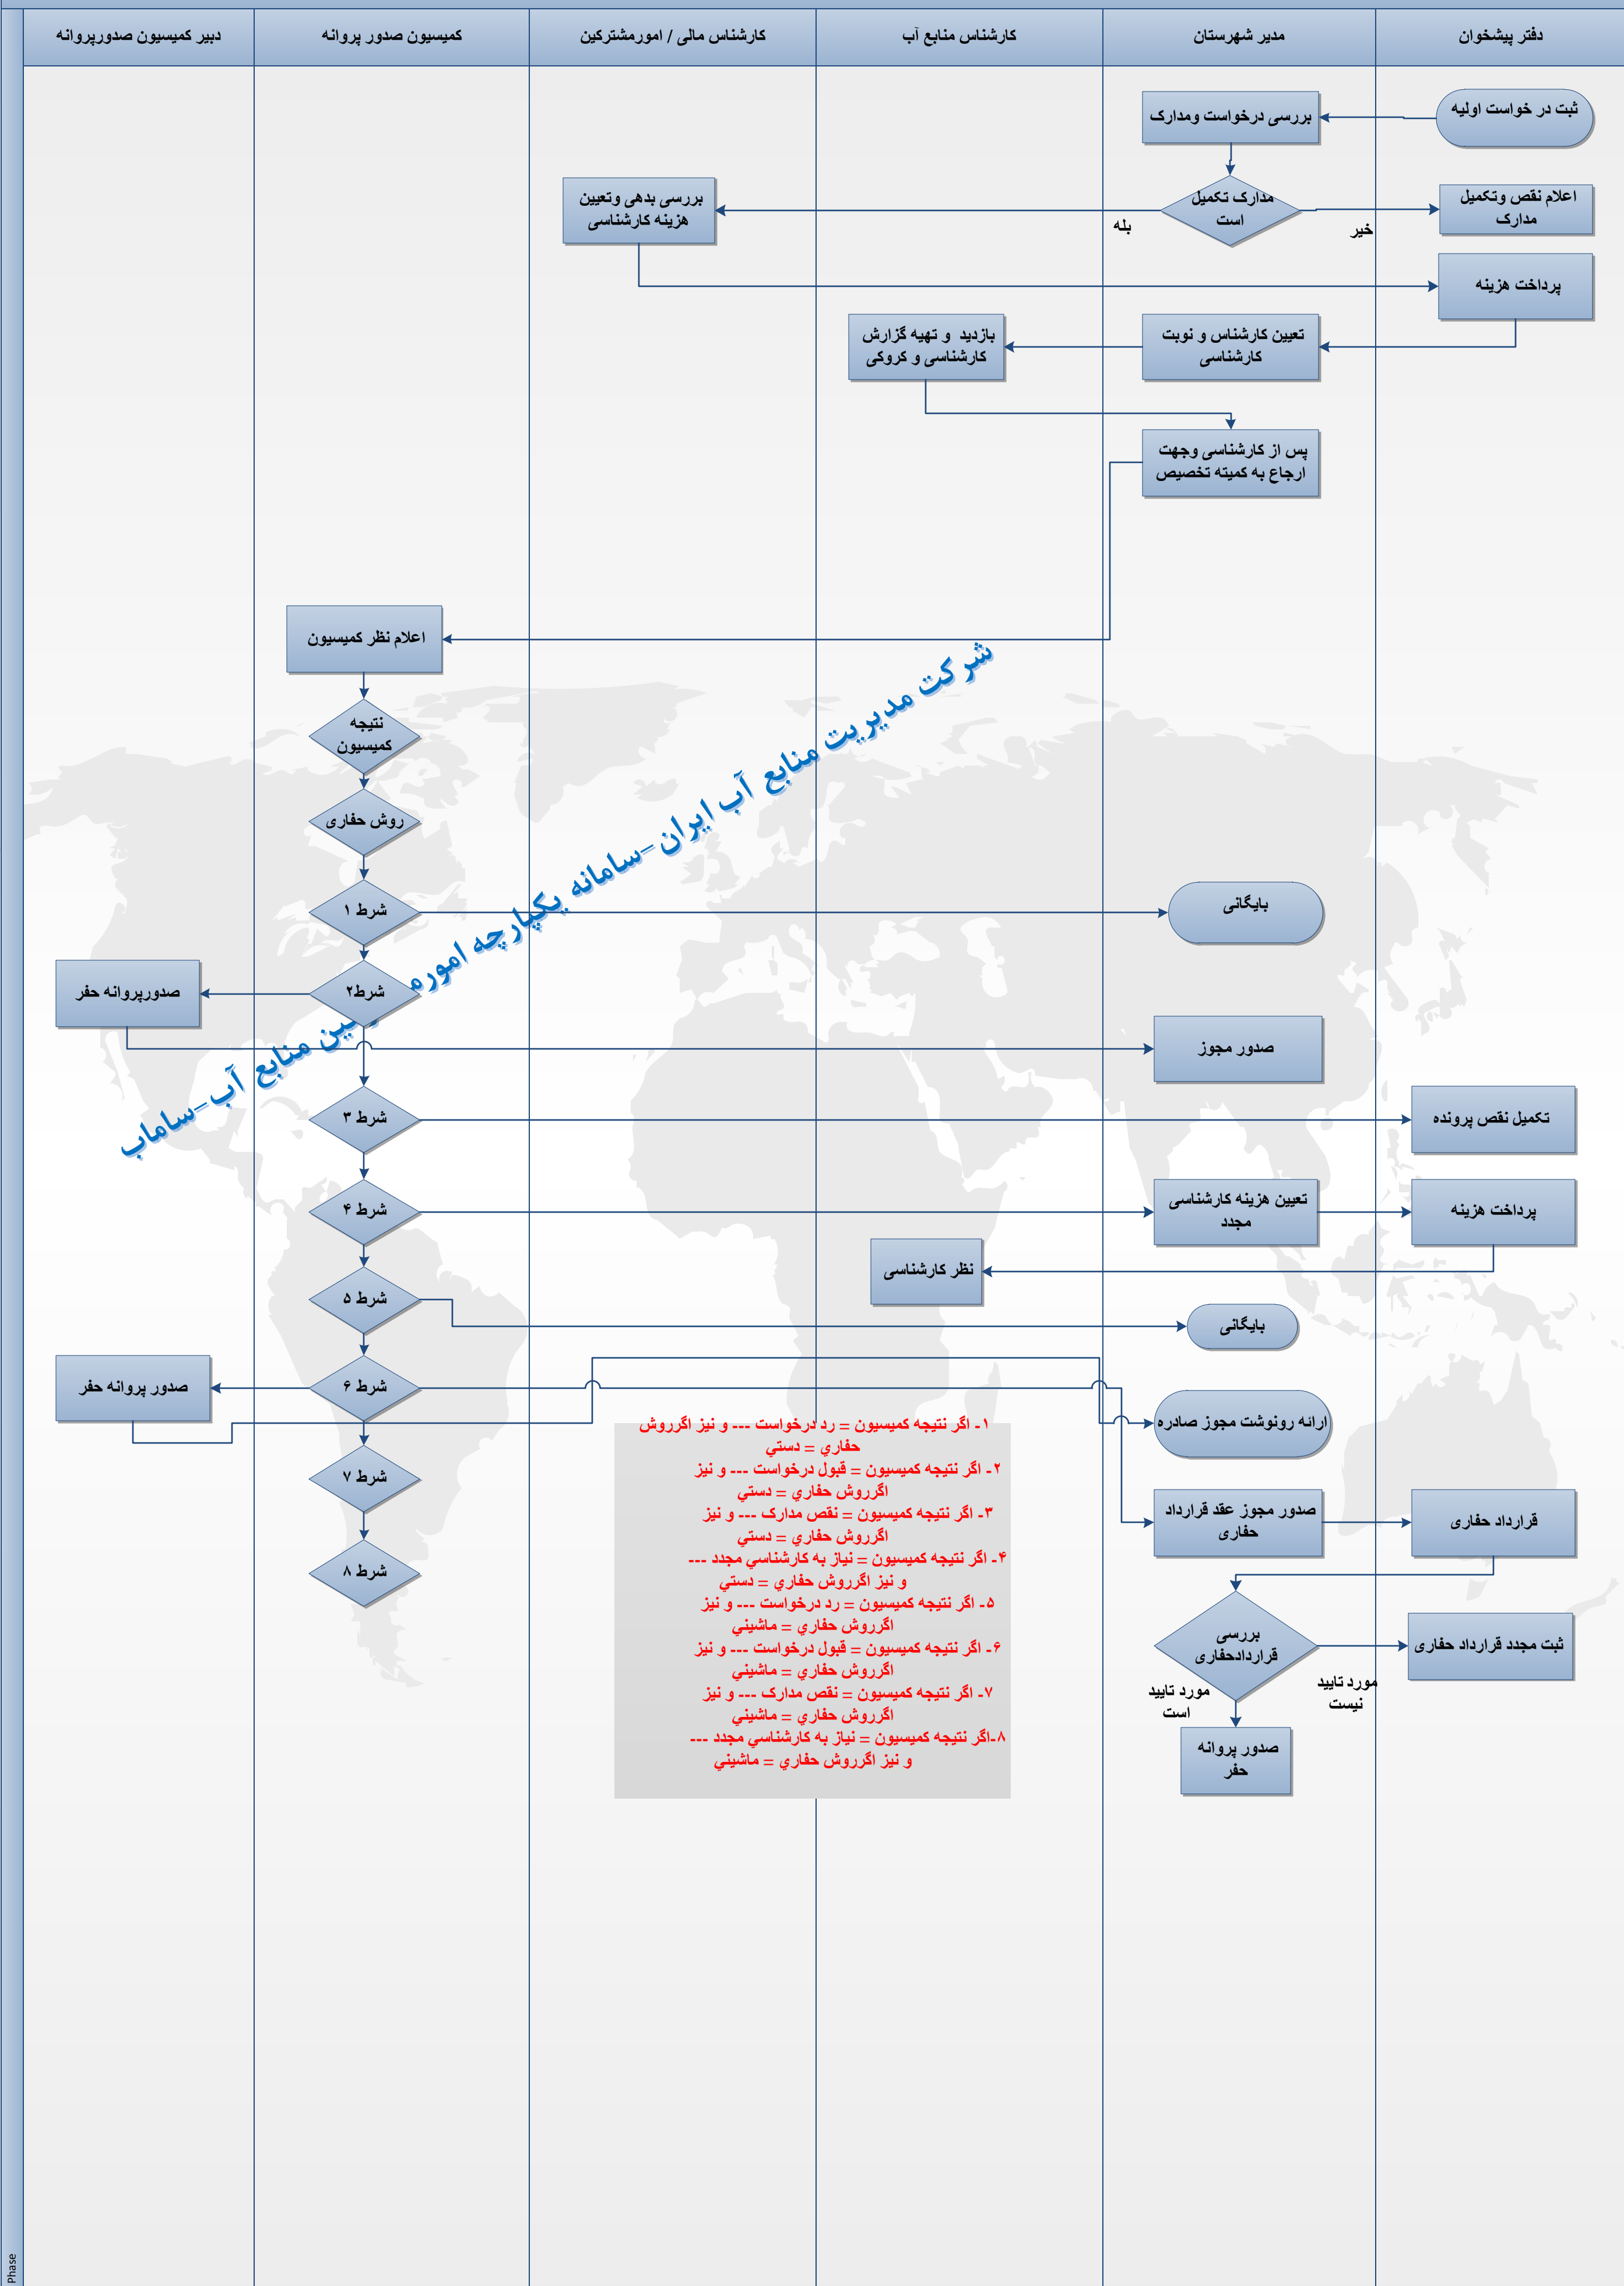 دفتر پیشخوان
مدیر شهرستان
کارشناس منابع آب
کارشناس مالی / امورمشترکین
کمیسیون صدور پروانه
دبیر کمیسیون صدورپروانه
ثبت در خواست اولیه
بررسی درخواست ومدارک
مدارک تکمیل
است
خیر
بله
اعلام نقص وتکمیل
مدارک
بررسی بدهی وتعیین
هزینه کارشناسی
پرداخت هزینه
تعیین کارشناس و نوبت
کارشناسی
بازدید و تهیه گزارش
کارشناسی و کروکی
پس از کارشناسی وجهت
ارجاع به کمیته تخصیص
اعلام نظر کمیسیون
نتیجه
کمیسیون
روش حفاری
شرط ۱
بایگانی
شرط۲
صدورپروانه حفر
صدور مجوز
شرط ۳
تکمیل نقص پرونده
شرط ۴
تعیین هزینه کارشناسی
مجدد
پرداخت هزینه
نظر کارشناسی
شرط ۵
بایگانی
شرط ۶
صدور پروانه حفر
ارائه رونوشت مجوز صادره
شرط ۷
صدور مجوز عقد قرارداد
حفاری
قرارداد حفاری
شرط ۸
بررسی
قراردادحفاری
ثبت مجدد قرارداد حفاری
مورد تایید
نیست
مورد تایید
است
صدور پروانه
حفر
شرکت مدیریت منابع آب ایران-سامانه یکپارچه امورم ین منابع آب-ساماب
۱- اگر نتیجه کمیسیون = رد درخواست --- و نیز اگرروش
حفاري = دستي
۲- اگر نتیجه کمیسیون = قبول درخواست --- و نیز
اگرروش حفاري = دستي
۳- اگر نتیجه کمیسیون = نقص مدارک --- و نیز
اگرروش حفاري = دستي
۴- اگر نتیجه کمیسیون = نیاز به کارشناسي مجدد ---
و نیز اگرروش حفاري = دستي
۵- اگر نتیجه کمیسیون = رد درخواست --- و نیز
اگرروش حفاري = ماشیني
۶- اگر نتیجه کمیسیون = قبول درخواست --- و نیز
اگرروش حفاري = ماشیني
۷- اگر نتیجه کمیسیون = نقص مدارک --- و نیز
اگرروش حفاري = ماشیني
۸-اگر نتیجه کمیسیون = نیاز به کارشناسي مجدد ---
و نیز اگرروش حفاري = ماشیني
Phase